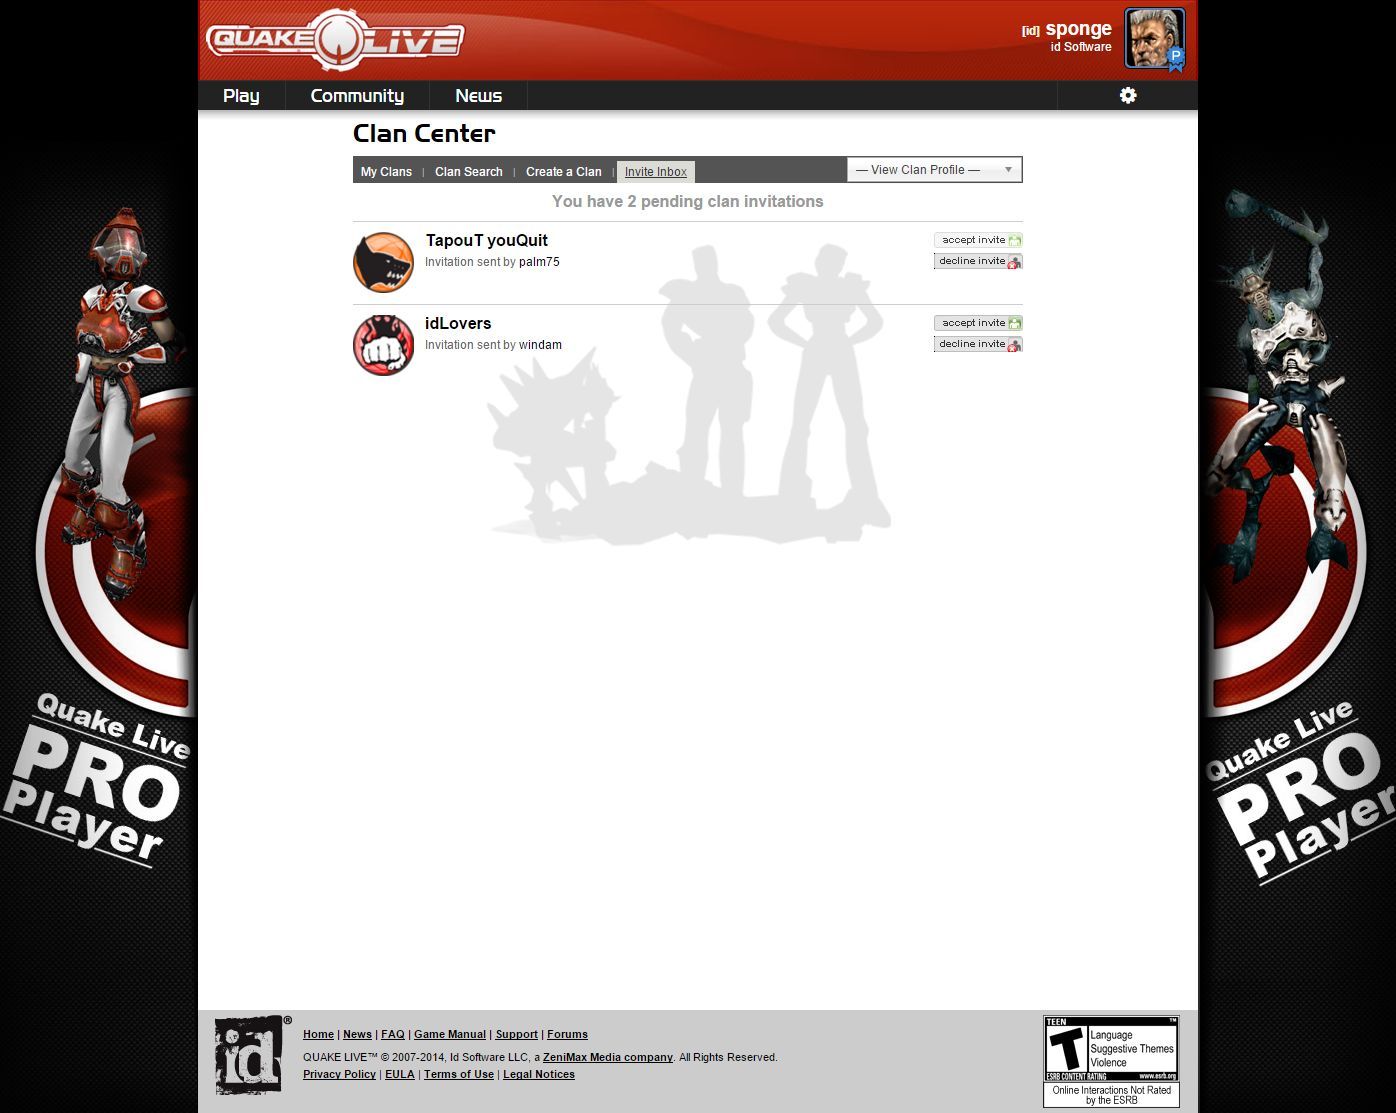 QUAKE LIVE
[id] sponge
id Software
P
Play
Community
News
Clan Center
My Clans | Clan Search | Create a Clan | Invite Inbox
— View Clan Profile —
You have 2 pending clan invitations
TapouT youQuit
Invitation sent by palm75
accept invite
decline invite
idLovers
Invitation sent by windam
accept invite
decline invite
Quake Live
PRO
Player
Quake Live
PRO
Player
id®
Home | News | FAQ | Game Manual | Support | Forums
QUAKE LIVE™ © 2007-2014, Id Software LLC, a ZeniMax Media company. All Rights Reserved.
Privacy Policy | EULA | Terms of Use | Legal Notices
TEEN ™
T
Language
Suggestive Themes
Violence
ESRB CONTENT RATING www.esrb.org
Online Interactions Not Rated
by the ESRB